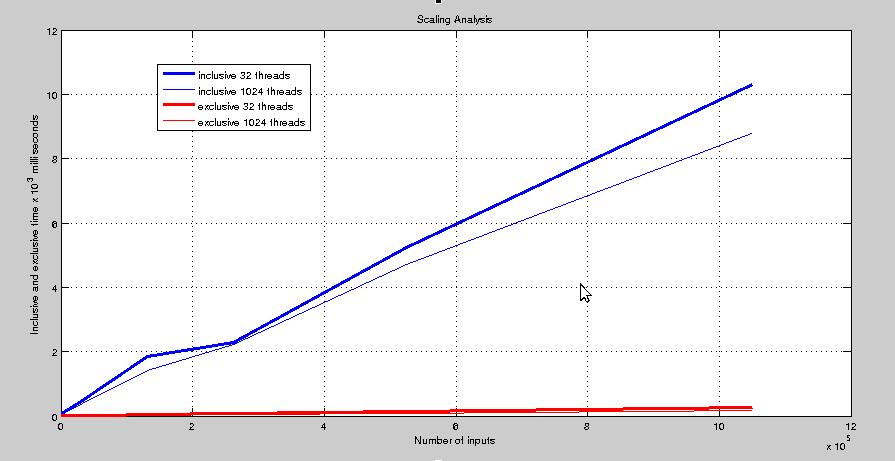 Scaling Analysis
12
10
8
6
4
2
0
Inclusive and exclusive time x 10^3 milli seconds
inclusive 32 threads
inclusive 1024 threads
exclusive 32 threads
exclusive 1024 threads
0 2 4 6 8 10 12
x 10^5
Number of inputs